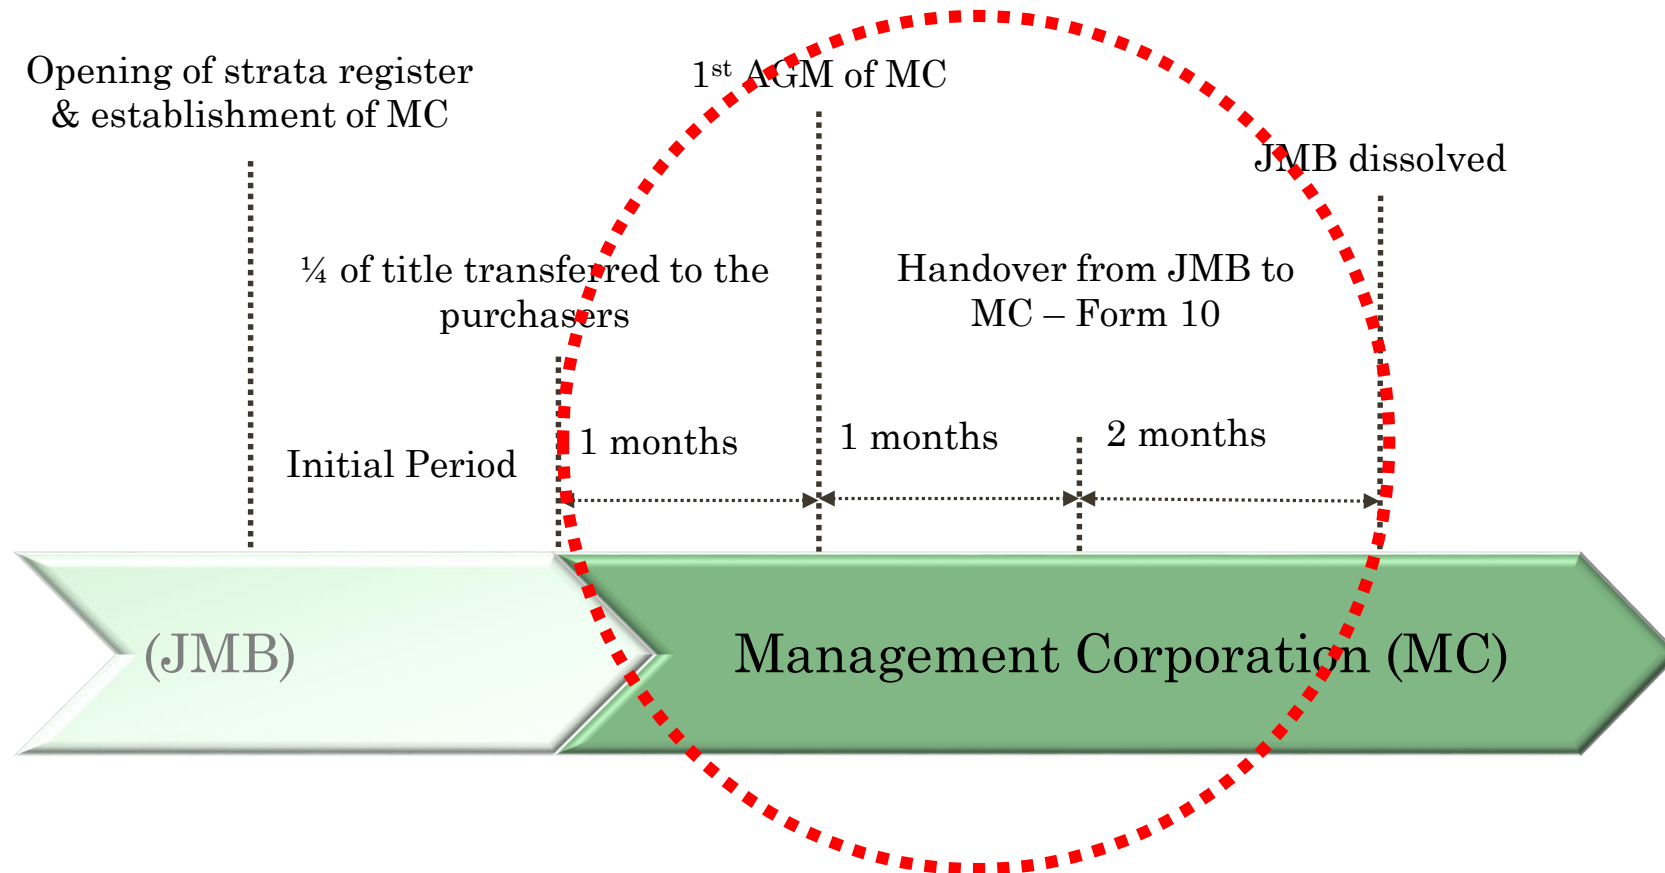 Opening of strata register
& establishment of MC
1st AGM of MC
JMB dissolved
¼ of title transferred to the
purchasers
Handover from JMB to
MC – Form 10
Initial Period
1 months
1 months
2 months
(JMB)
Management Corporation (MC)